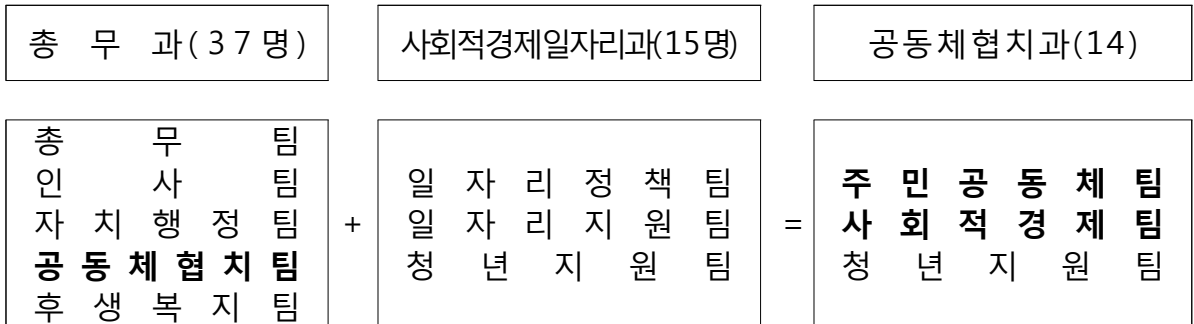 총 무 과(37명)
사회적경제일자리과(15명)
공동체협치과(14)
총 무 팀
인 사 팀
자 치 행 정 팀
공 동 체 협 치 팀
후 생 복 지 팀
+
일 자 리 정 책 팀
일 자 리 지 원 팀
청 년 지 원 팀
=
주 민 공 동 체 팀
사 회 적 경 제 팀
청 년 지 원 팀